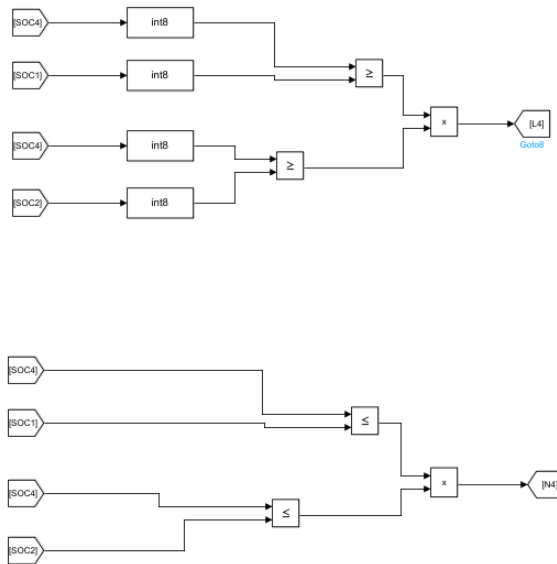 [SOC4]
int8
[SOC1]
int8
≥
x
[L4]
Goto8
[SOC4]
int8
≥
[SOC2]
int8
[SOC4]
[SOC1]
≤
x
[N4]
[SOC4]
≤
[SOC2]